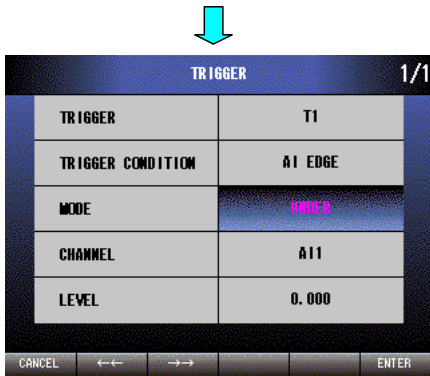 TRIGGER 1/1
TRIGGER T1
TRIGGER CONDITION AI EDGE
MODE UNDER
CHANNEL AI1
LEVEL 0.000
CANCEL ←← →→ ENTER